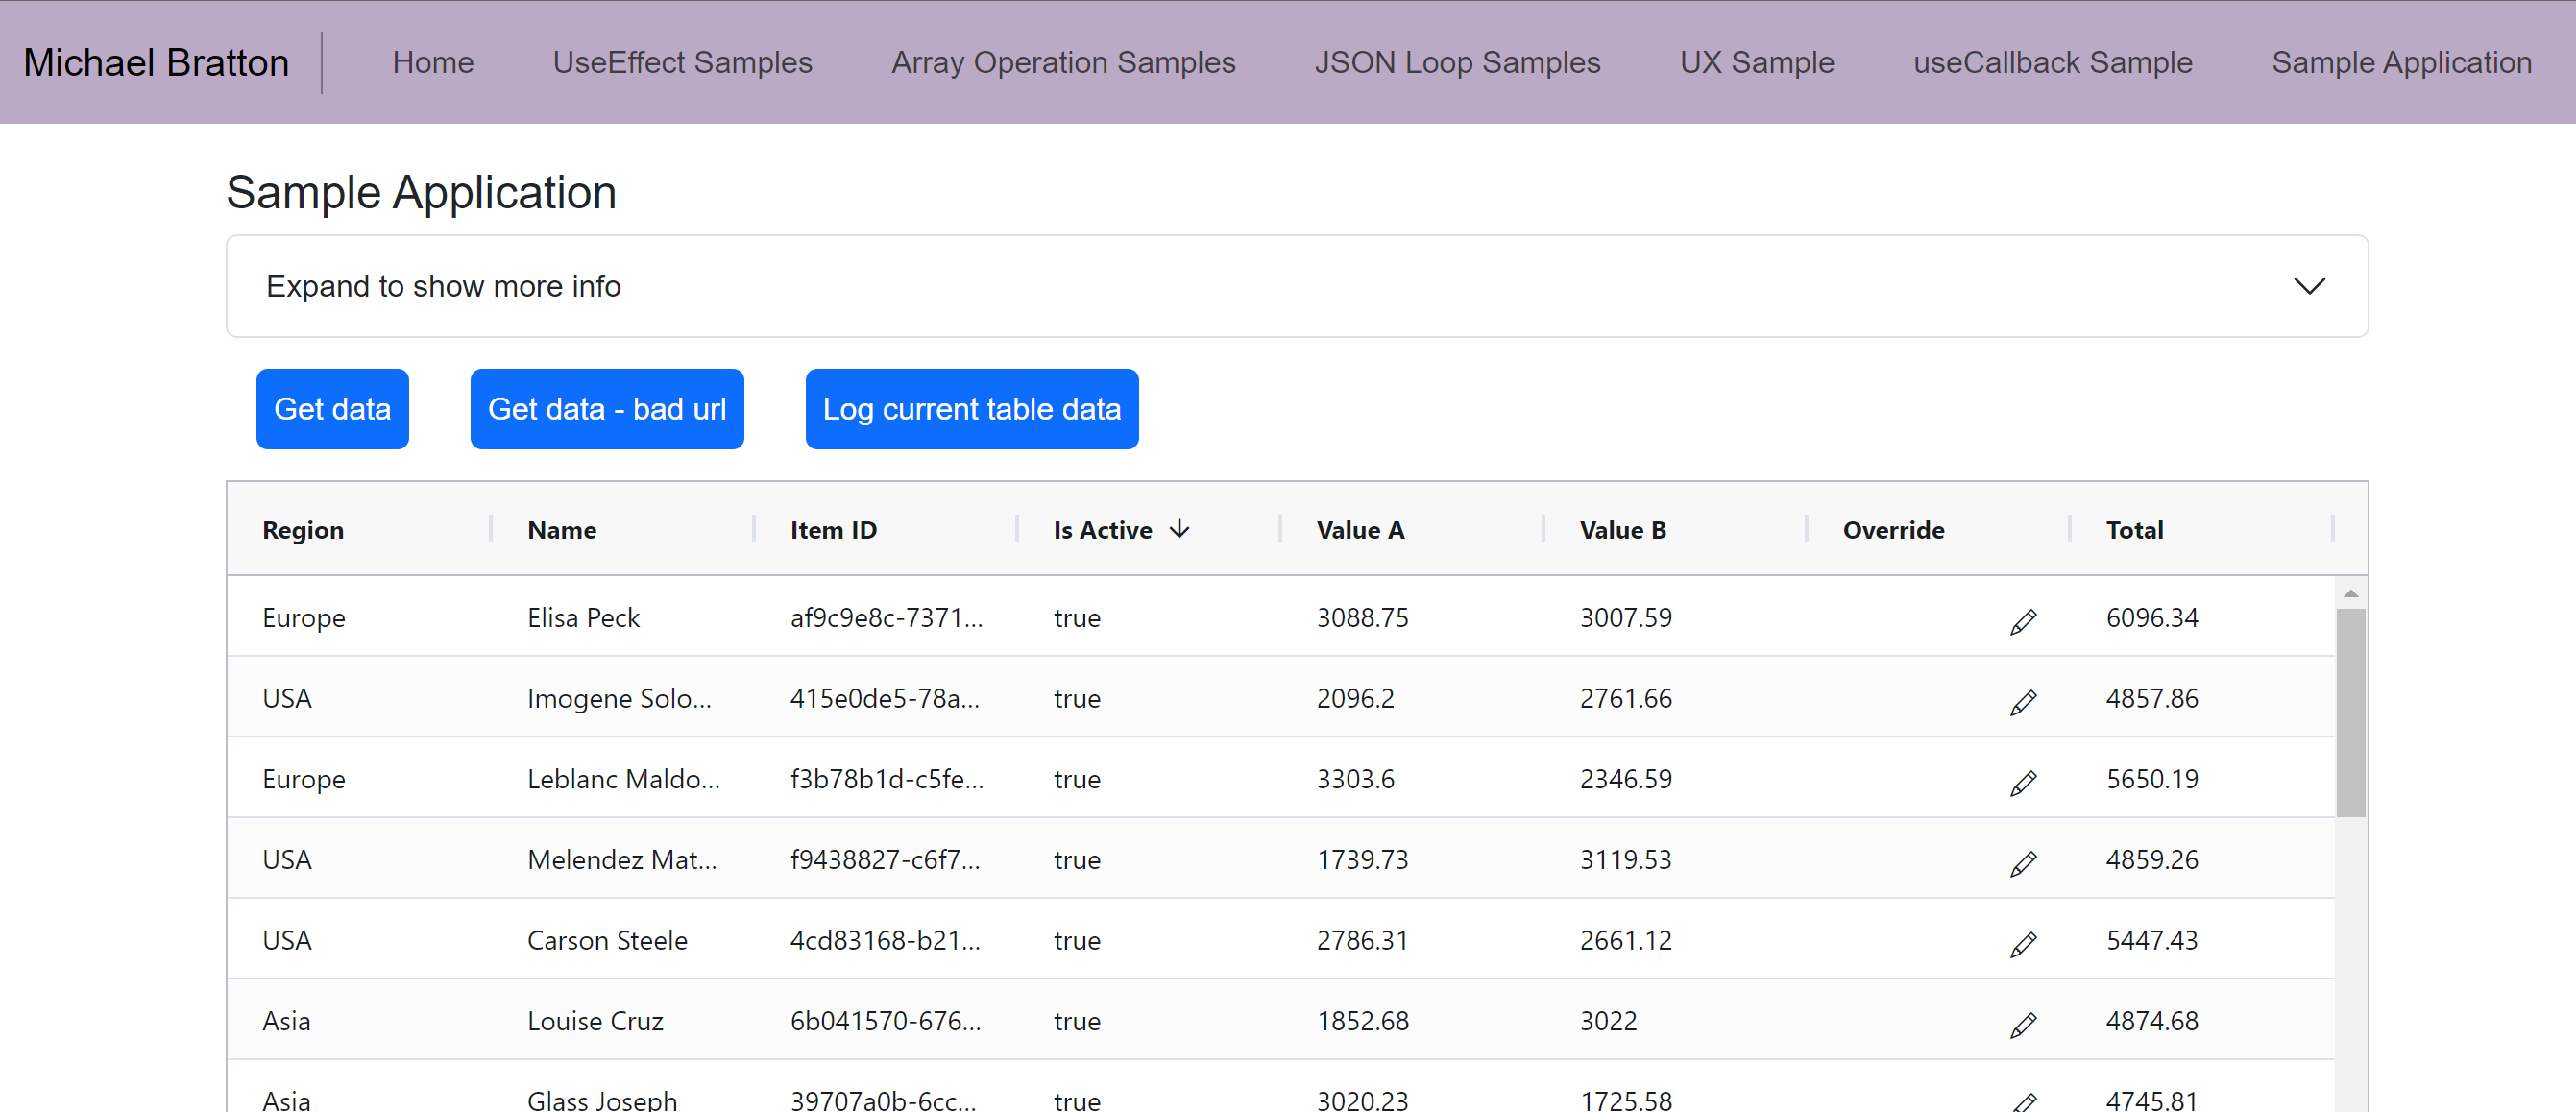 Michael Bratton Home UseEffect Samples Array Operation Samples JSON Loop Samples UX Sample useCallback Sample Sample Application
Sample Application
Expand to show more info
Get data Get data - bad url Log current table data
Region Name Item ID Is Active Value A Value B Override Total
Europe Elisa Peck af9c9e8c-7371... true 3088.75 3007.59 6096.34
USA Imogene Solo... 415e0de5-78a... true 2096.2 2761.66 4857.86
Europe Leblanc Maldo... f3b78b1d-c5fe... true 3303.6 2346.59 5650.19
USA Melendez Mat... f9438827-c6f7... true 1739.73 3119.53 4859.26
USA Carson Steele 4cd83168-b21... true 2786.31 2661.12 5447.43
Asia Louise Cruz 6b041570-676... true 1852.68 3022 4874.68
Asia Glass Joseph 39707a0b-6cc... true 3020.23 1725.58 4745.81